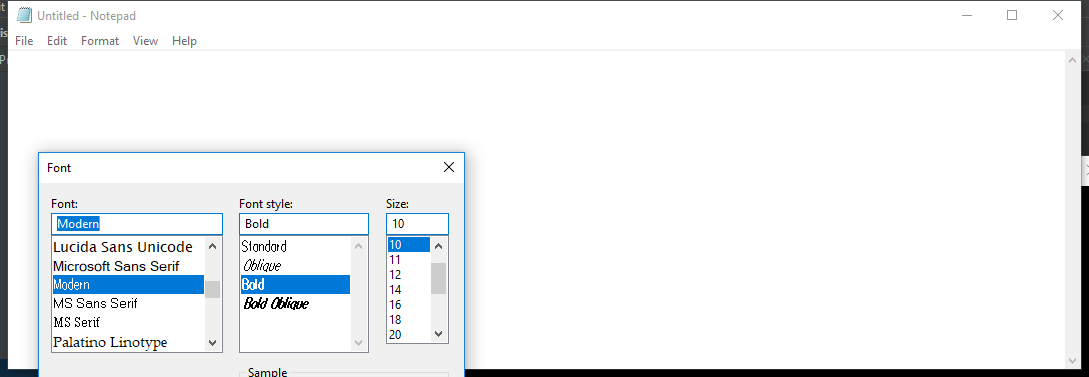 Untitled - Notepad
File Edit Format View Help
Font
Font: Font style: Size:
Modern Bold 10
Lucida Sans Unicode
Microsoft Sans Serif
Modern
MS Sans Serif
MS Serif
Palatino Linotype
Standard
Oblique
Bold
Bold Oblique
10
11
12
14
16
18
20
Sample